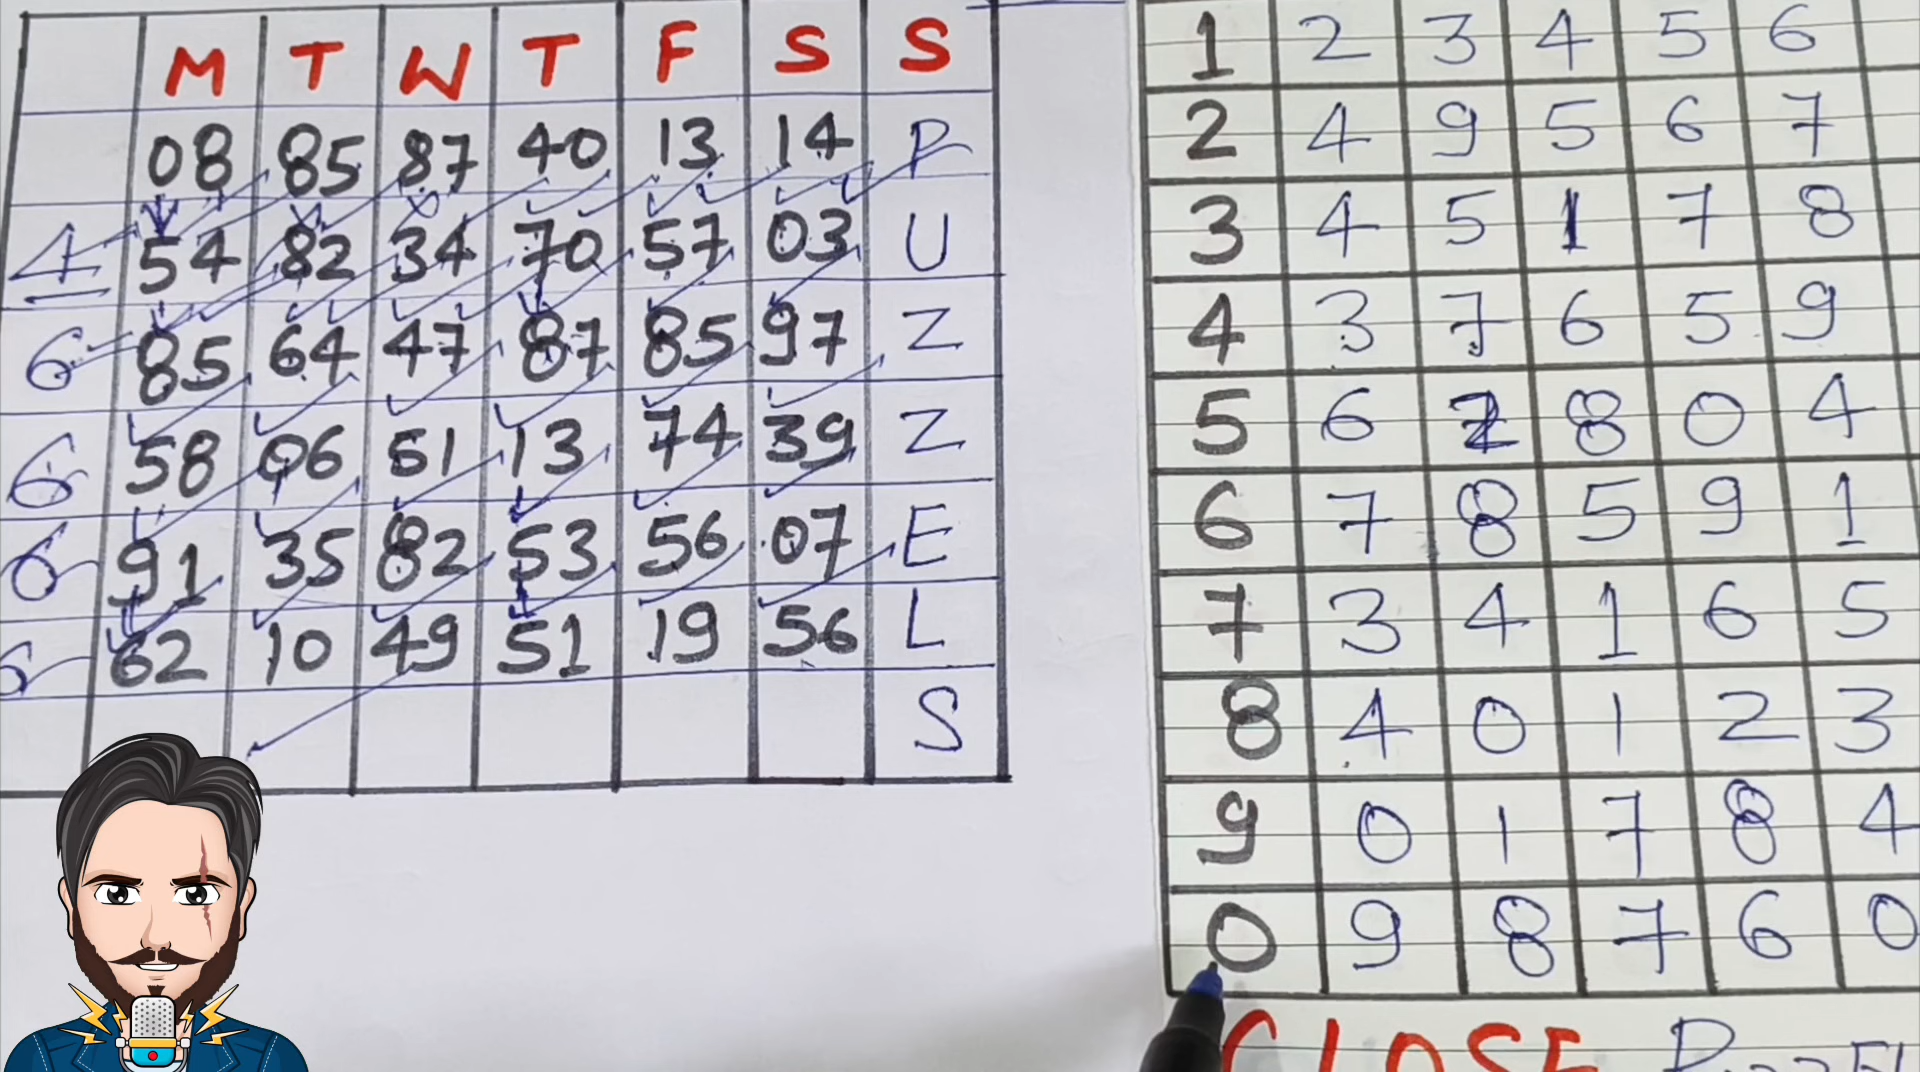 M T W T F S S
08 85 87 40 13 14 P
4 54 82 34 70 57 03 U
6 85 64 47 87 85 97 Z
6 58 06 61 13 74 39 Z
6 91 35 82 53 56 07 E
62 10 49 51 19 56 L
S
1 2 3 4 5 6
2 4 9 5 6 7
3 4 5 1 7 8
4 3 7 6 5 9
5 6 8 0 4
6 7 8 5 9 1
7 3 4 1 6 5
8 4 0 1 2 3
9 0 1 7 8 4
0 9 8 7 6 0
CLOSE